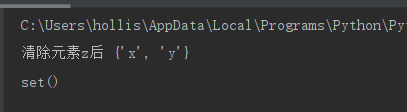 C:\Users\hollis\AppData\Local\Programs\Python\Py
清除元素z后 {'x', 'y'}
set()